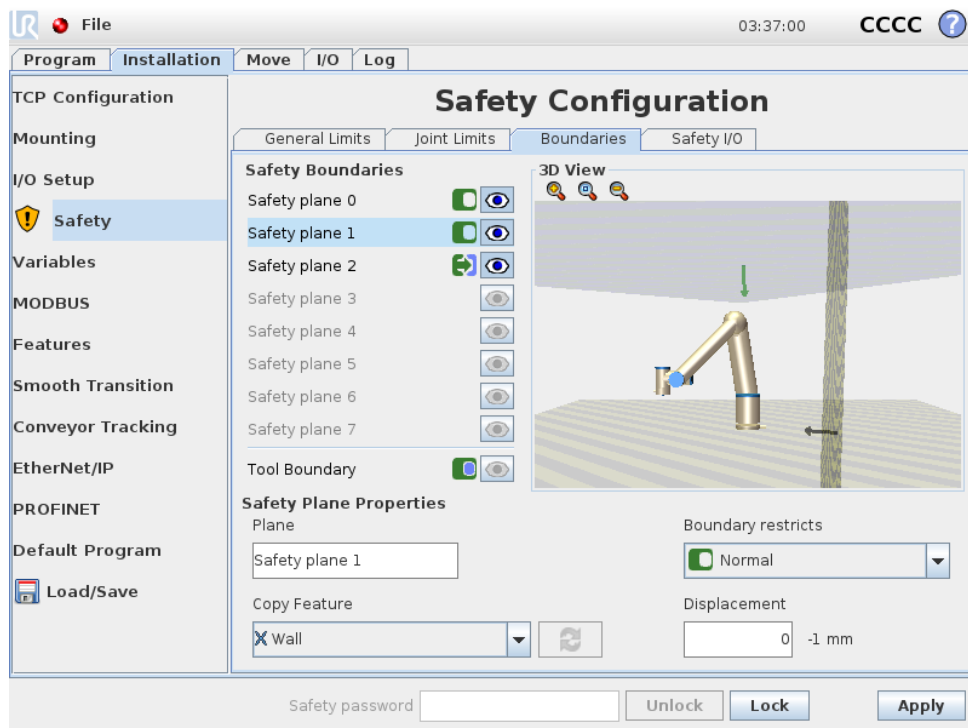 UR File 03:37:00 CCCC ?
Program Installation Move I/O Log
TCP Configuration
Mounting
I/O Setup
Safety
Variables
MODBUS
Features
Smooth Transition
Conveyor Tracking
EtherNet/IP
PROFINET
Default Program
Load/Save
Safety Configuration
General Limits Joint Limits Boundaries Safety I/O
Safety Boundaries
Safety plane 0
Safety plane 1
Safety plane 2
Safety plane 3
Safety plane 4
Safety plane 5
Safety plane 6
Safety plane 7
Tool Boundary
3D View
Safety Plane Properties
Plane
Safety plane 1
Boundary restricts
Normal
Copy Feature
Wall
Displacement
0 -1 mm
Safety password Unlock Lock Apply